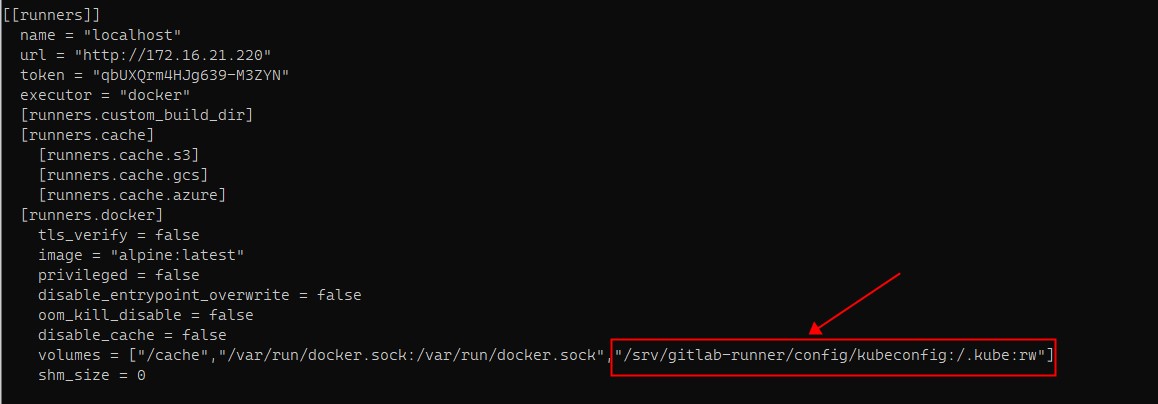 [[runners]]
name = "localhost"
url = "http://172.16.21.220"
token = "qbUXQrm4HJg639-M3ZYN"
executor = "docker"
[runners.custom_build_dir]
[runners.cache]
[runners.cache.s3]
[runners.cache.gcs]
[runners.cache.azure]
[runners.docker]
tls_verify = false
image = "alpine:latest"
privileged = false
disable_entrypoint_overwrite = false
oom_kill_disable = false
disable_cache = false
volumes = ["/cache","/var/run/docker.sock:/var/run/docker.sock","/srv/gitlab-runner/config/kubeconfig:/.kube:rw"]
shm_size = 0